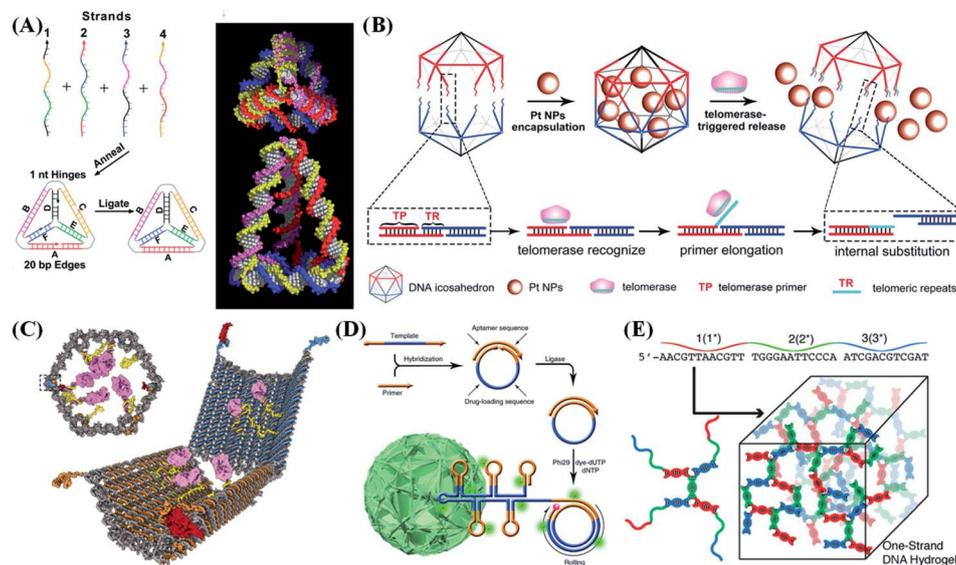 (A)
Strands
1 2 3 4
+ + +
Anneal
1 nt Hinges
Ligate
B C D E F A
B C D E F A
20 bp Edges
(B)
Pt NPs
encapsulation
telomerase-
triggered release
TP TR
telomerase recognize
primer elongation
internal substitution
DNA icosahedron
Pt NPs
telomerase
TP telomerase primer
TR telomeric repeats
(C)
(D)
Template
Hybridization
Primer
Aptamer sequence
Drug-loading sequence
Ligase
Phi29 dye-dUTP
dNTP
Rolling
(E)
1(1*) 2(2*) 3(3*)
5'-AACGTTAACGTT TGGGAATTCCCA ATCGACGTCGAT
One-Strand
DNA Hydrogel